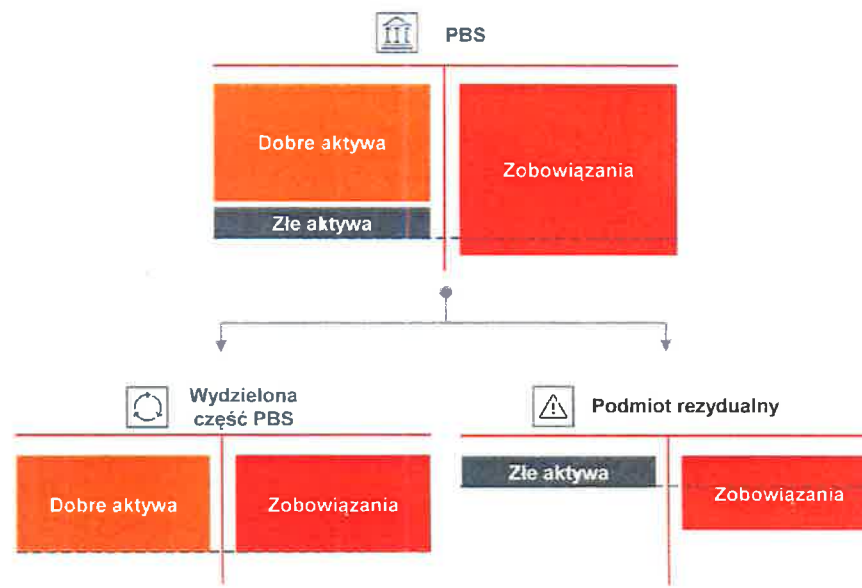 PBS
Dobre aktywa
Złe aktywa
Zobowiązania
Wydzielona
część PBS
Dobre aktywa
Zobowiązania
Podmiot rezydualny
Złe aktywa
Zobowiązania